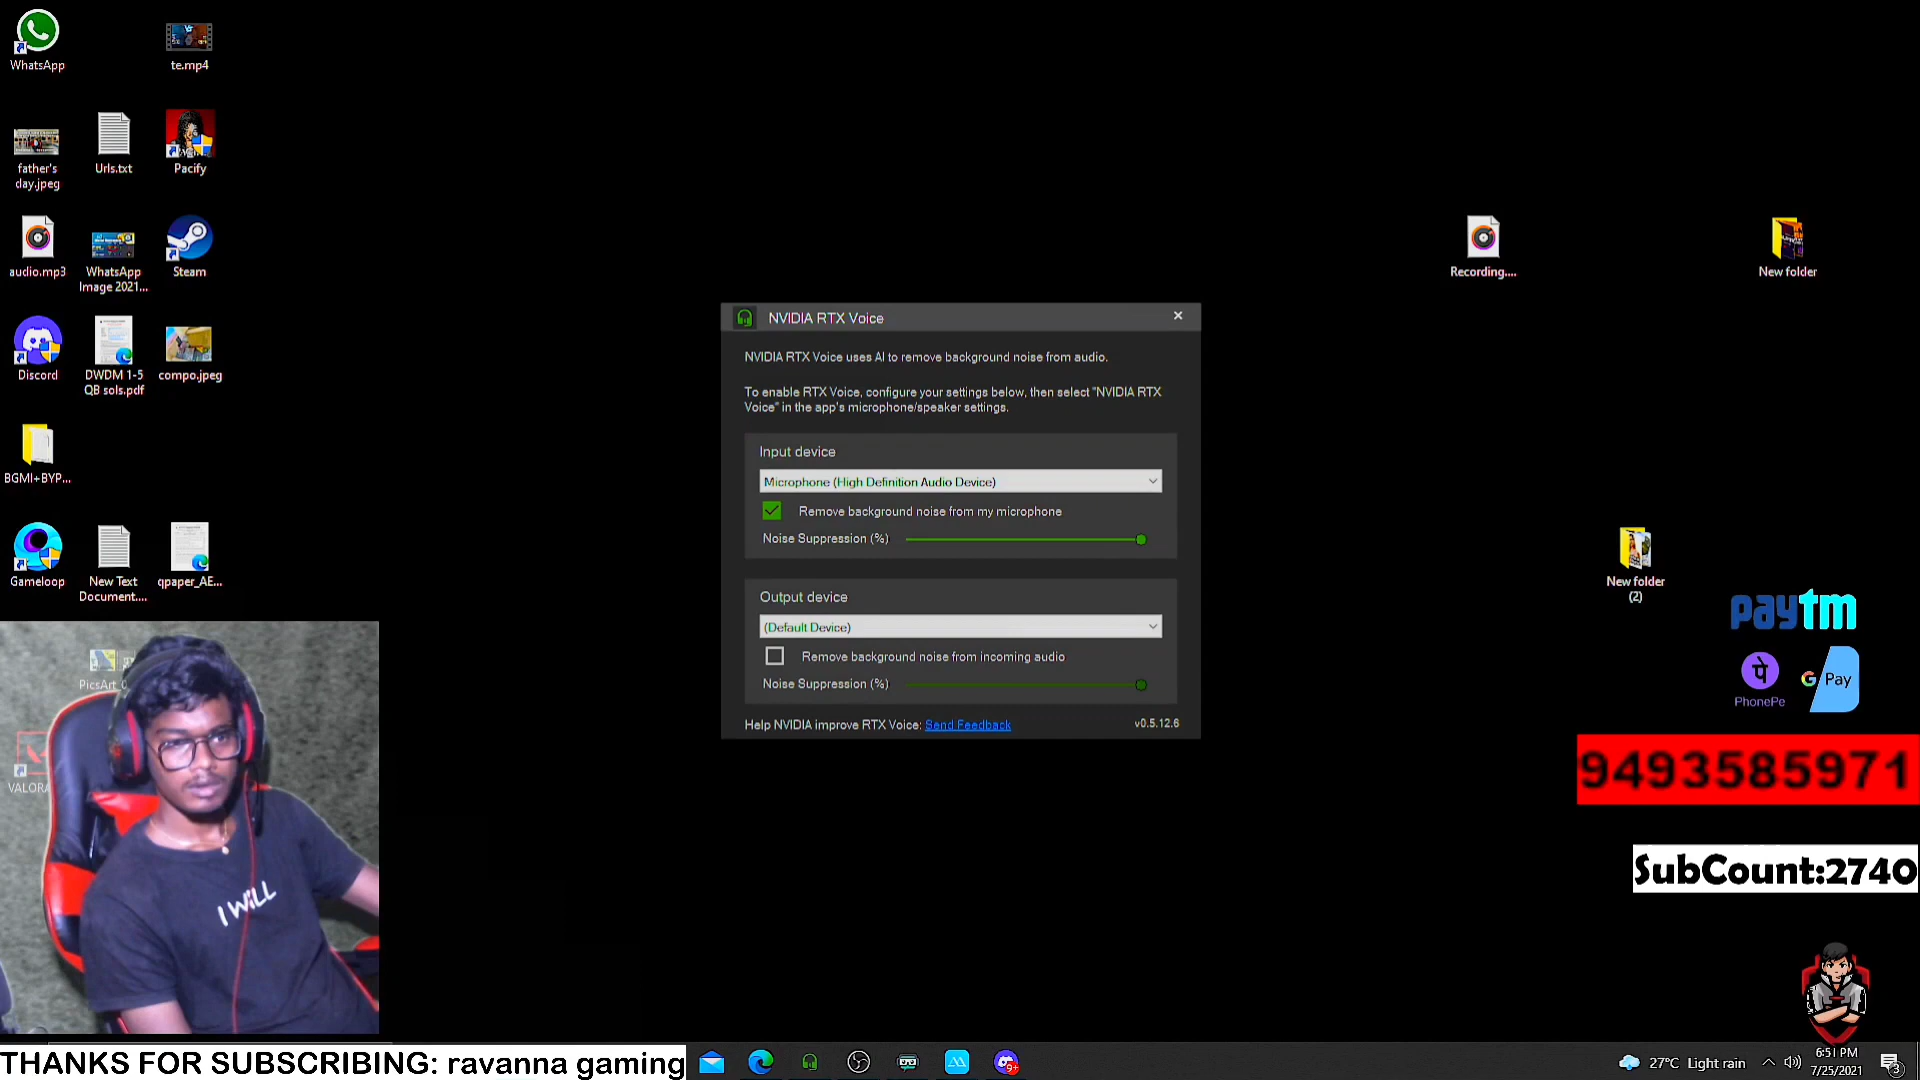 WhatsApp
te.mp4
father's
day.jpeg
Urls.txt
Pacify
audio.mp3
WhatsApp
Image 2021...
Steam
Recording....
New folder
Discord
DWDM 1-5
QB sols.pdf
compo.jpeg
BGMI+BYP...
Gameloop
New Text
Document....
qpaper_AE...
NVIDIA RTX Voice
NVIDIA RTX Voice uses AI to remove background noise from audio.
To enable RTX Voice, configure your settings below, then select "NVIDIA RTX
Voice" in the app's microphone/speaker settings.
Input device
Microphone (High Definition Audio Device)
Remove background noise from my microphone
Noise Suppression (%)
Output device
(Default Device)
Remove background noise from incoming audio
Noise Suppression (%)
Help NVIDIA improve RTX Voice: Send Feedback
v0.5.12.6
New folder
(2)
paytm
पे
PhonePe
G Pay
9493585971
SubCount:2740
PicsArt_0
VALORA
I WILL
THANKS FOR SUBSCRIBING: ravanna gaming
9+
27°C Light rain
6:51 PM
7/25/2021
3